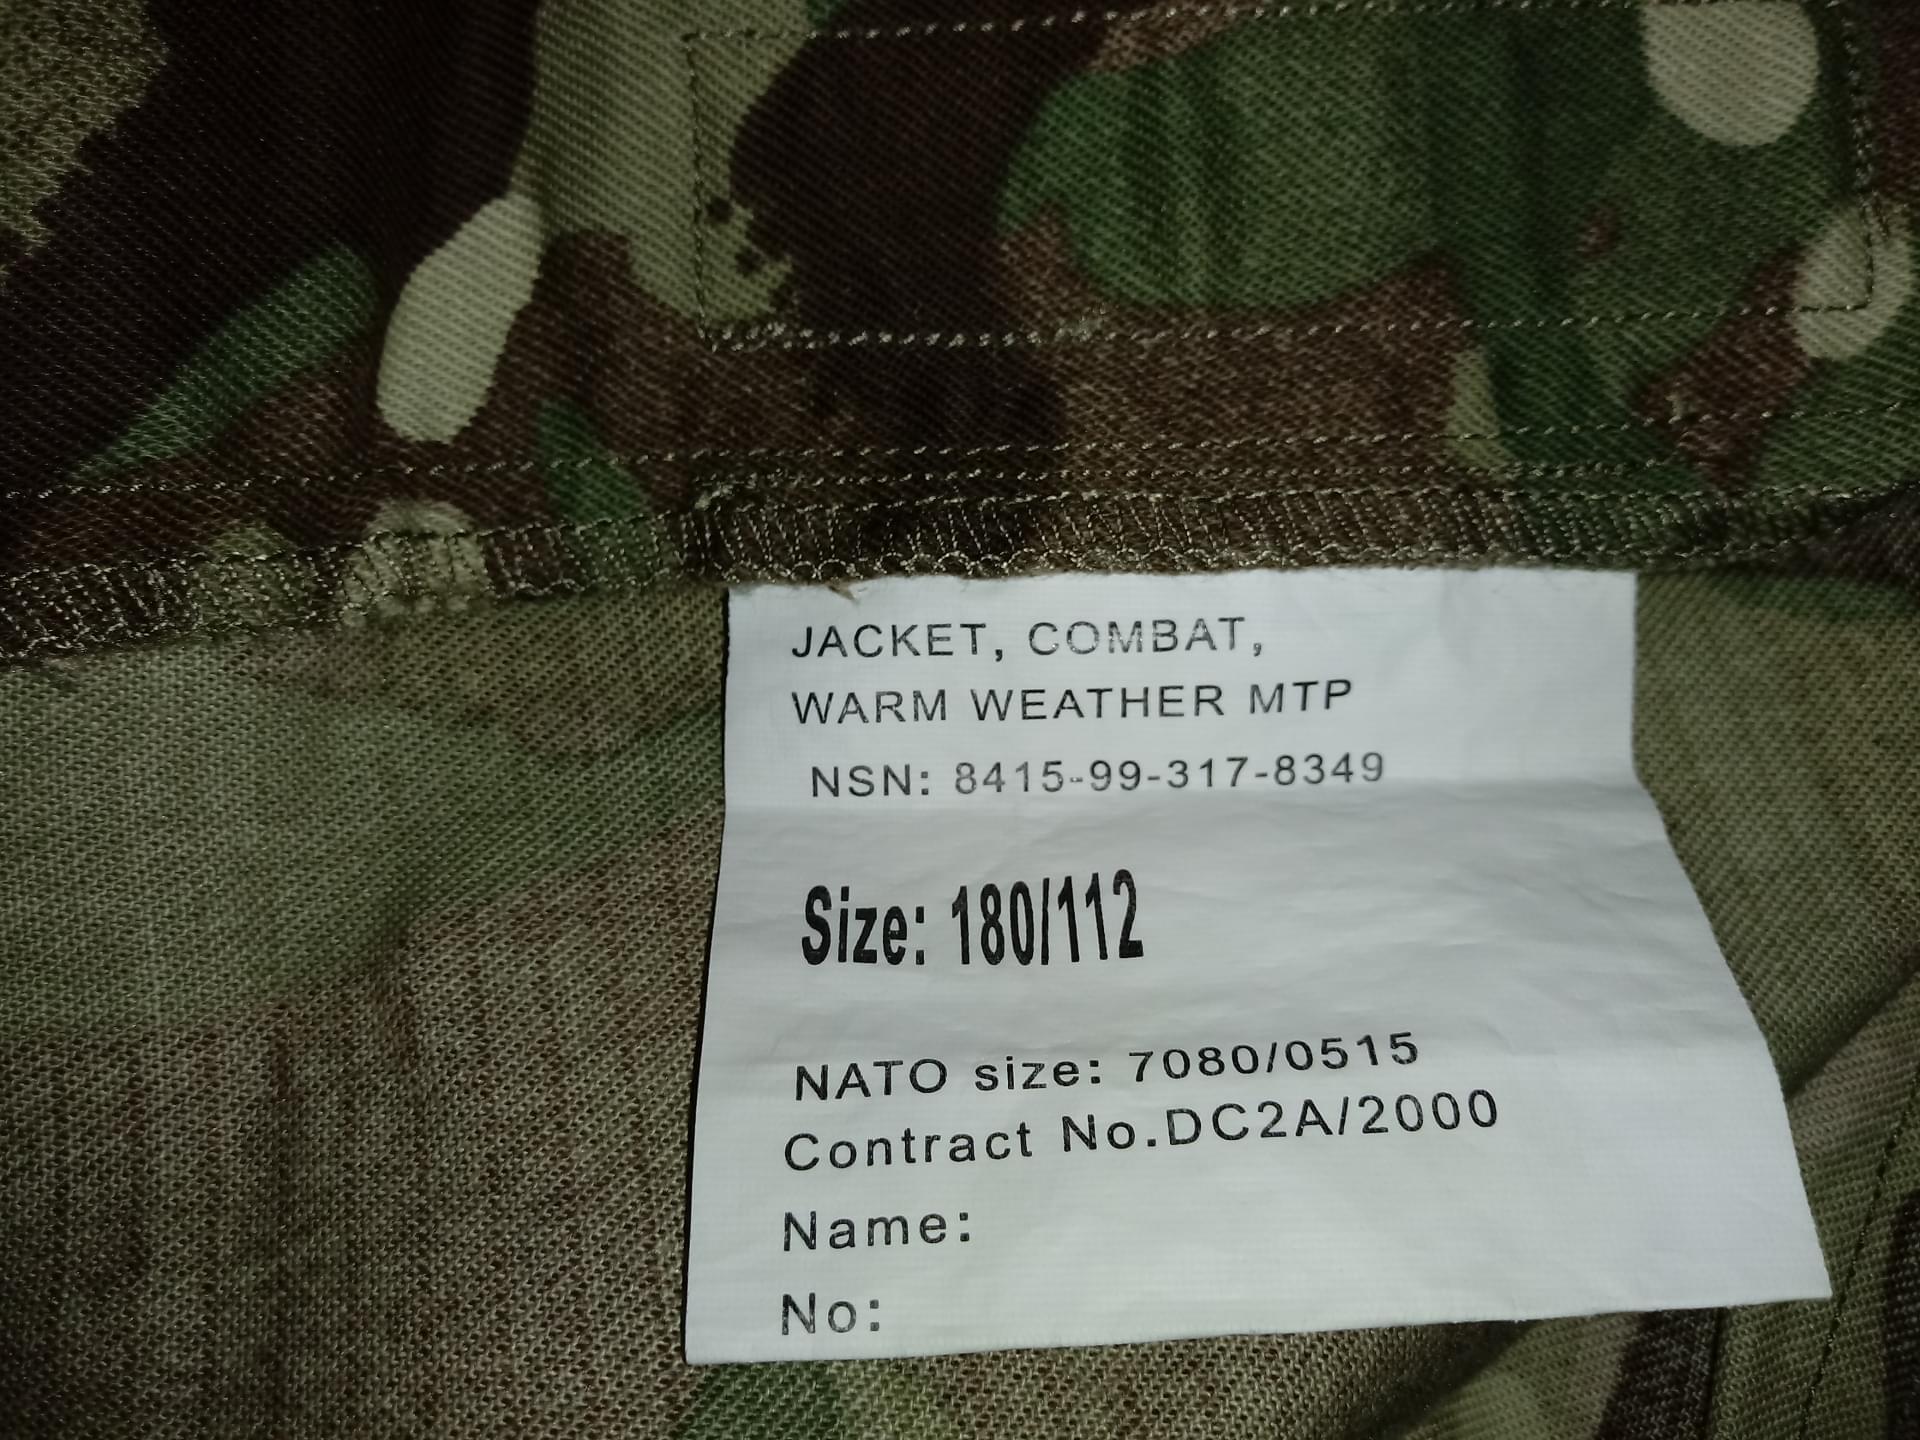 JACKET, COMBAT,
WARM WEATHER MTP
NSN: 8415-99-317-8349
Size: 180/112
NATO size: 7080/0515
Contract No.DC2A/2000
Name:
No: